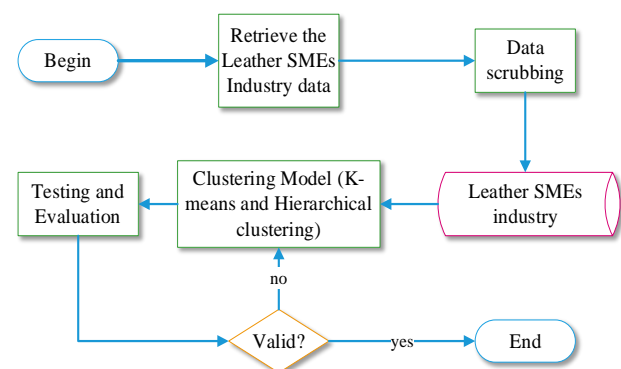 Begin
Retrieve the
Leather SMEs
Industry data
Data
scrubbing
Leather SMEs
industry
Clustering Model (K-
means and Hierarchical
clustering)
Testing and
Evaluation
no
Valid?
yes
End